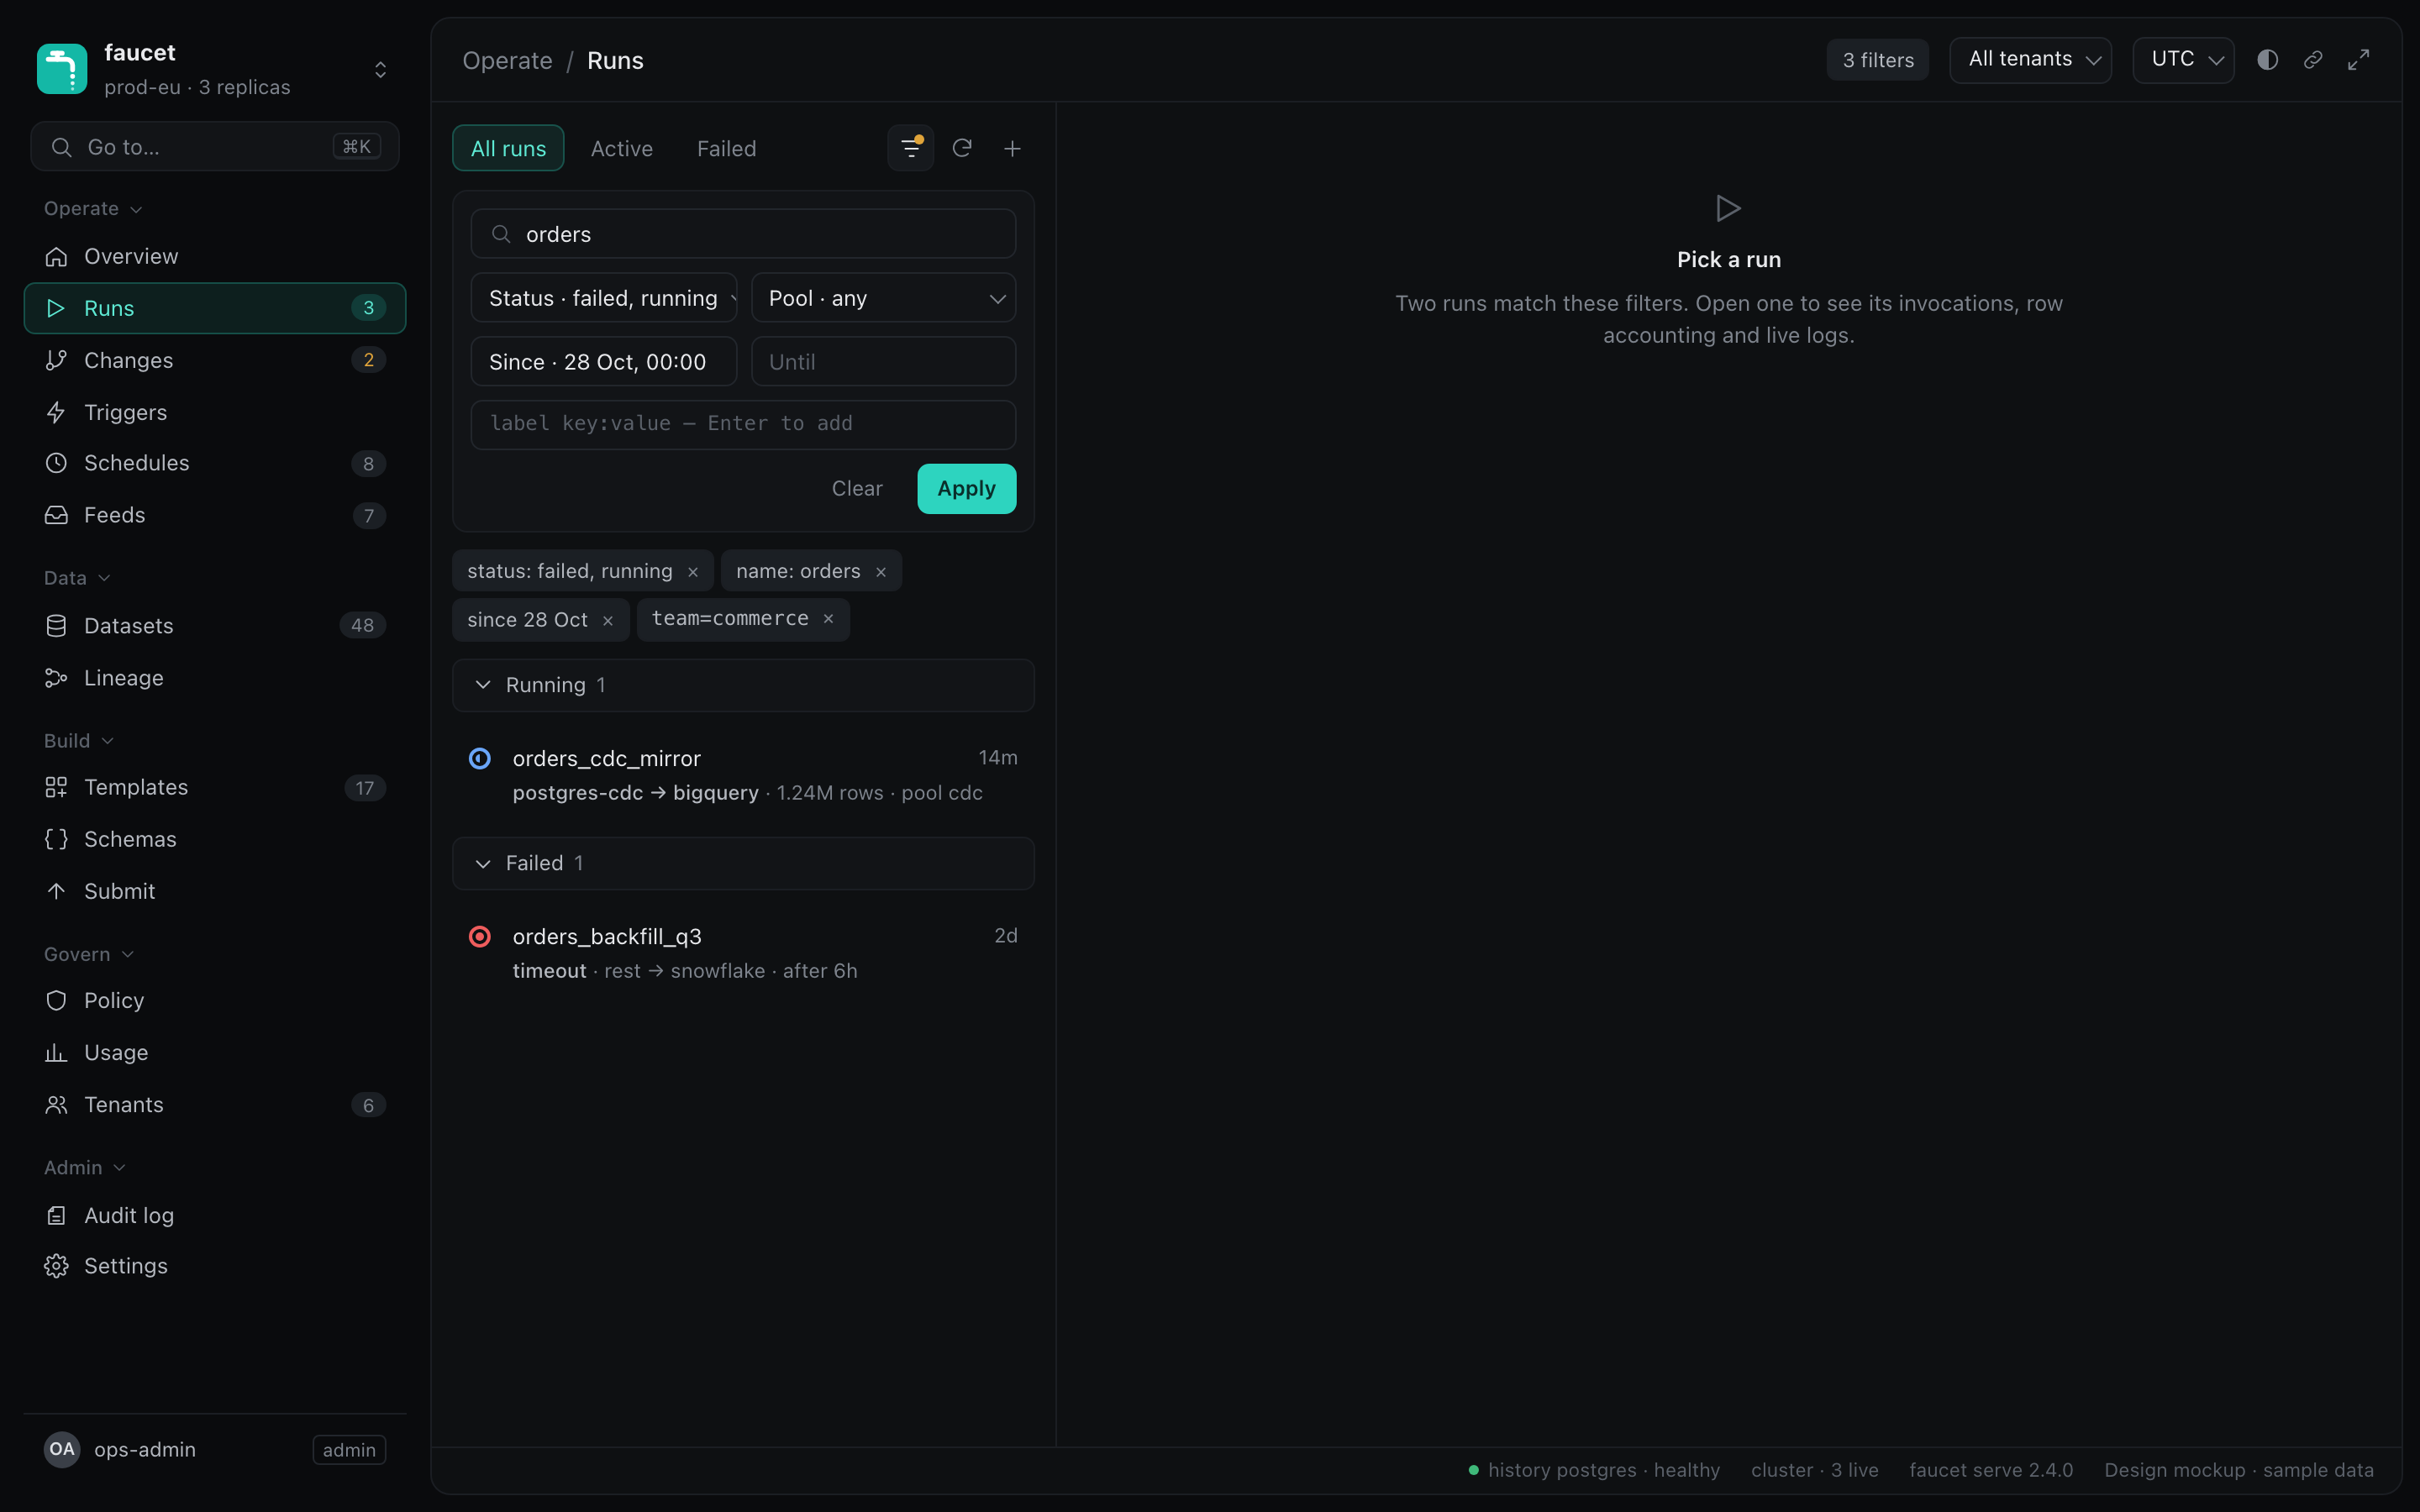 faucet
prod-eu · 3 replicas
Go to... ⌘K
Operate
Overview
Runs 3
Changes 2
Triggers
Schedules 8
Feeds 7
Data
Datasets 48
Lineage
Build
Templates 17
Schemas
Submit
Govern
Policy
Usage
Tenants 6
Admin
Audit log
Settings
OA ops-admin admin
Operate / Runs
3 filters All tenants UTC
All runs Active Failed
orders
Status · failed, running Pool · any
Since · 28 Oct, 00:00 Until
label key:value — Enter to add
Clear Apply
status: failed, running × name: orders ×
since 28 Oct × team=commerce ×
Running 1
orders_cdc_mirror 14m
postgres-cdc → bigquery · 1.24M rows · pool cdc
Failed 1
orders_backfill_q3 2d
timeout · rest → snowflake · after 6h
Pick a run
Two runs match these filters. Open one to see its invocations, row
accounting and live logs.
history postgres · healthy cluster · 3 live faucet serve 2.4.0 Design mockup · sample data